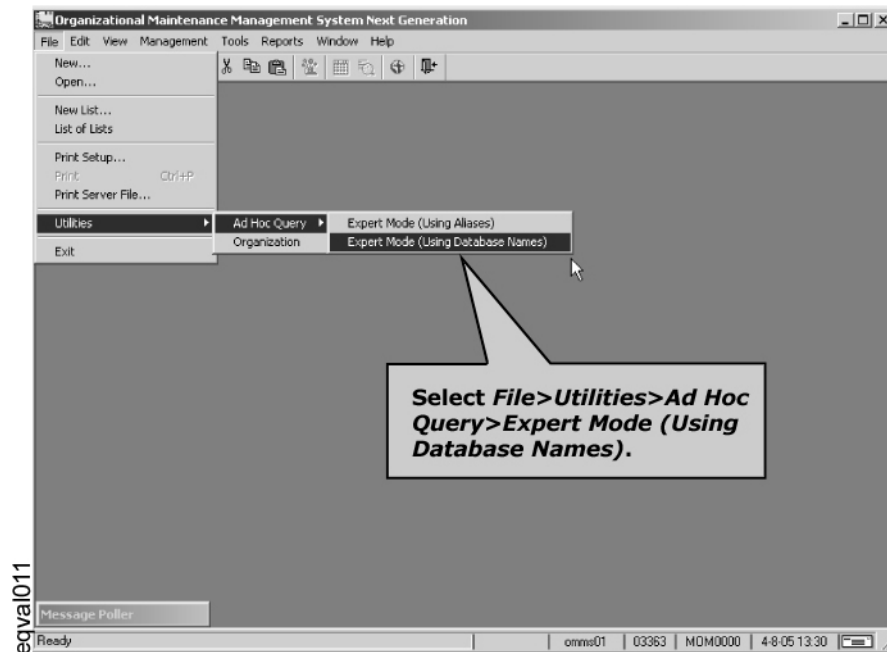 Organizational Maintenance Management System Next Generation
File Edit View Management Tools Reports Window Help
New...
Open...
New List...
List of Lists
Print Setup...
Print Ctrl+P
Print Server File...
Utilities
Ad Hoc Query
Expert Mode (Using Aliases)
Organization
Expert Mode (Using Database Names)
Exit
Select File>Utilities>Ad Hoc
Query>Expert Mode (Using
Database Names).
eqval011
Message Poller
Ready
omms01
03363
MOM0000
4-8-05 13:30